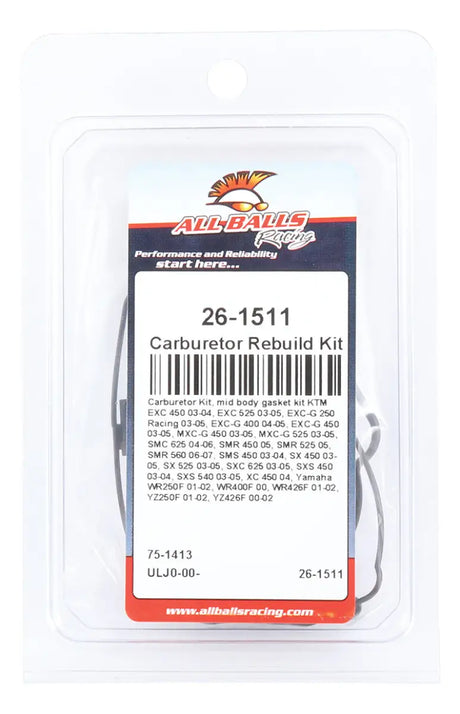 ALL BALLS
Racing
Performance and Reliability
start here...
26-1511
Carburetor Rebuild Kit
Carburetor Kit, mid body gasket kit KTM
EXC 450 03-04, EXC 525 03-05, EXC-G 250
Racing 03-05, EXC-G 400 04-05, EXC-G 450
03-05, MXC-G 450 03-05, MXC-G 525 03-05,
SMC 625 04-06, SMR 450 05, SMR 525 05,
SMR 560 06-07, SMS 450 03-04, SX 450 03-
05, SX 525 03-05, SXC 625 03-05, SXS 450
03-04, SXS 540 03-05, XC 450 04, Yamaha
WR250F 01-02, WR400F 00, WR426F 01-02,
YZ250F 01-02, YZ426F 00-02
75-1413
ULJ0-00- 26-1511
www.allballsracing.com